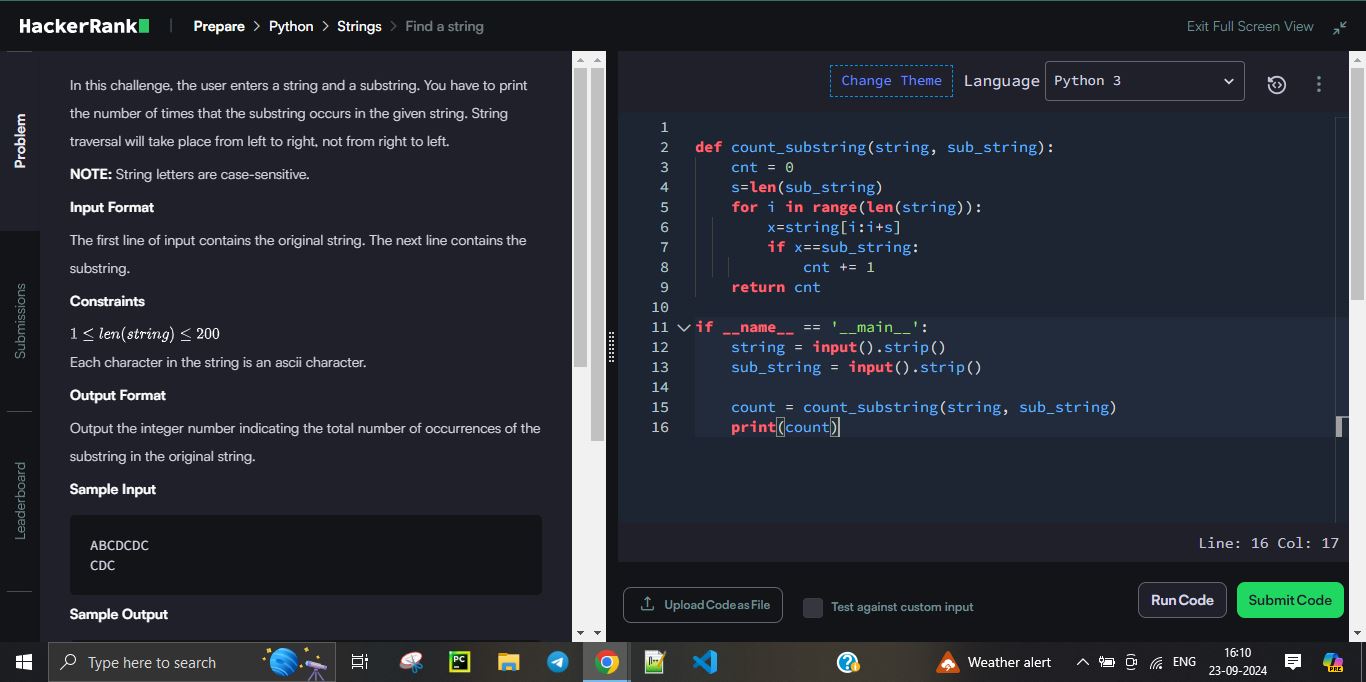 HackerRank | Prepare > Python > Strings > Find a string
Exit Full Screen View
Problem
Submissions
Leaderboard
In this challenge, the user enters a string and a substring. You have to print
the number of times that the substring occurs in the given string. String
traversal will take place from left to right, not from right to left.
NOTE: String letters are case-sensitive.
Input Format
The first line of input contains the original string. The next line contains the
substring.
Constraints
1 ≤ len(string) ≤ 200
Each character in the string is an ascii character.
Output Format
Output the integer number indicating the total number of occurrences of the
substring in the original string.
Sample Input
ABCDCDC
CDC
Sample Output
Change Theme Language Python 3
1
2 def count_substring(string, sub_string):
3     cnt = 0
4     s=len(sub_string)
5     for i in range(len(string)):
6         x=string[i:i+s]
7         if x==sub_string:
8             cnt += 1
9     return cnt
10
11 if __name__ == '__main__':
12     string = input().strip()
13     sub_string = input().strip()
14
15     count = count_substring(string, sub_string)
16     print(count)
Line: 16 Col: 17
Upload Code as File
Test against custom input
Run Code
Submit Code
Type here to search
PC
Weather alert
ENG
16:10
23-09-2024
PRE